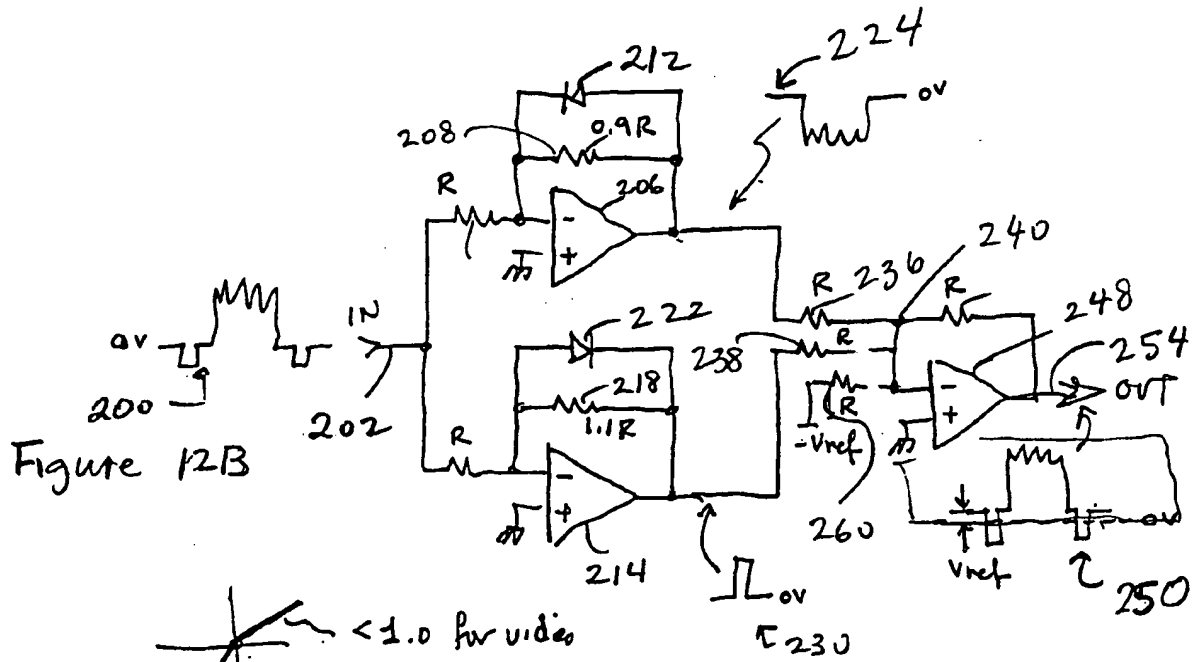 224
212
0V
208
0.9R
R
206
240
236
R
R
248
0V
IN
222
254
238
R
OUT
200
202
218
R
-Vref
R
1.1R
Figure 12B
260
0V
Vref
214
250
0V
<1.0 for video
230